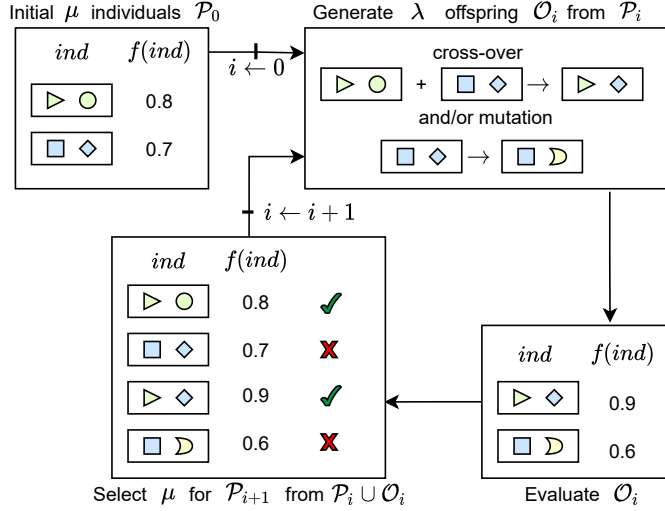 Initial μ individuals 𝒫₀
ind f(ind)
0.8
0.7
i ← 0
Generate λ offspring 𝒪ᵢ from 𝒫ᵢ
cross-over
+ →
and/or mutation
→
i ← i + 1
ind f(ind)
0.8 ✓
0.7 X
0.9 ✓
0.6 X
Select μ for 𝒫ᵢ₊₁ from 𝒫ᵢ ∪ 𝒪ᵢ
ind f(ind)
0.9
0.6
Evaluate 𝒪ᵢ